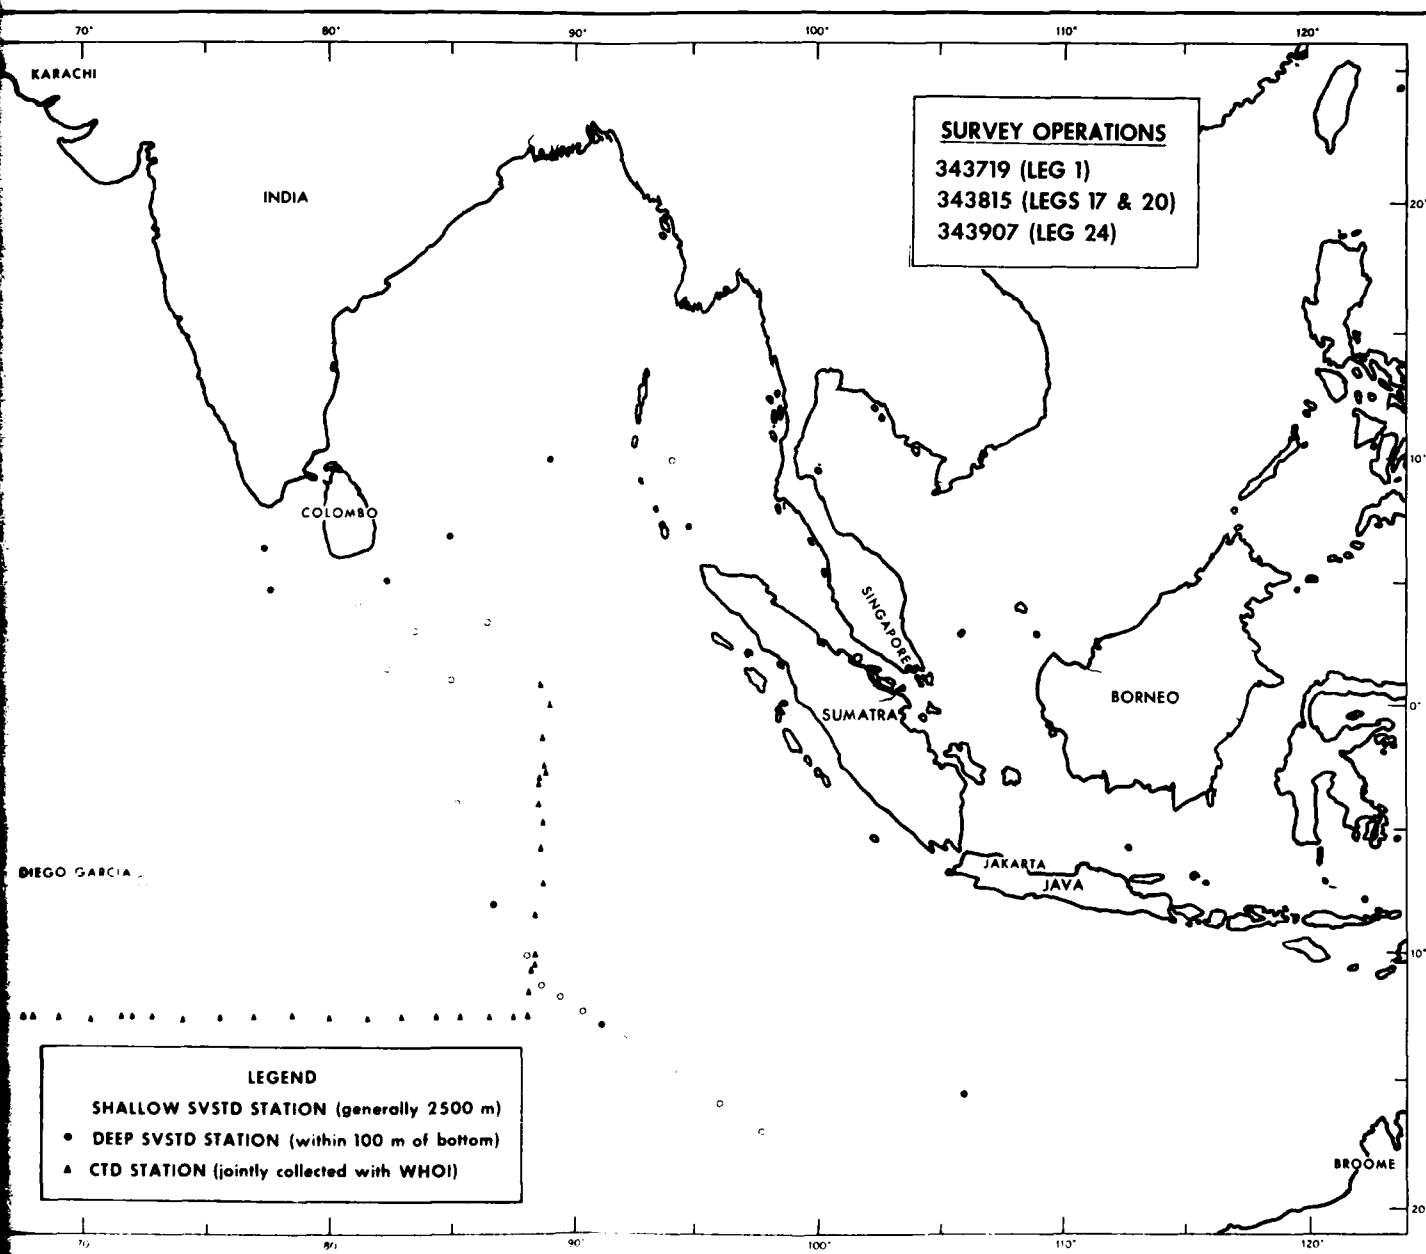 70° 80° 90° 100° 110° 120°
KARACHI
SURVEY OPERATIONS
343719 (LEG 1)
343815 (LEGS 17 & 20)
343907 (LEG 24)
INDIA
20°
10°
COLOMBO
SINGAPORE
BORNEO
SUMATRA
0°
DIEGO GARCIA
JAKARTA
JAVA
10°
LEGEND
SHALLOW SVSTD STATION (generally 2500 m)
DEEP SVSTD STATION (within 100 m of bottom)
CTD STATION (jointly collected with WHOI)
BROOME
20°
70° 80° 90° 100° 110° 120°